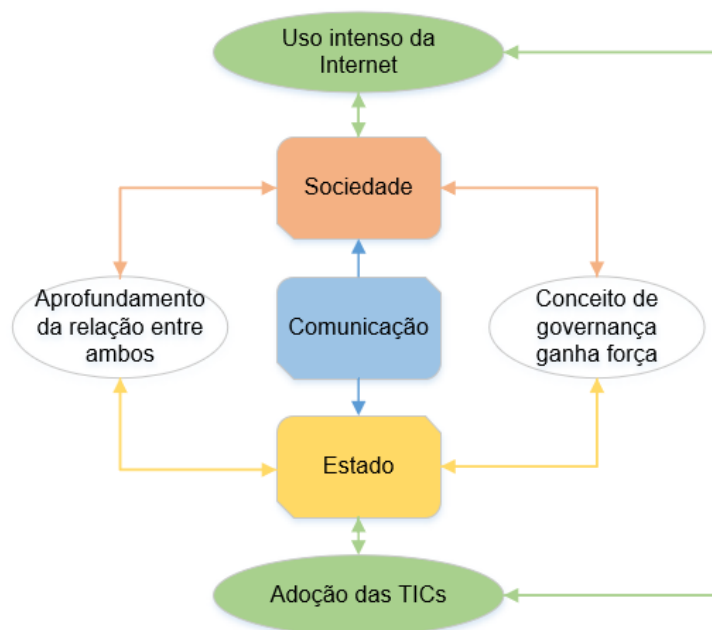 Uso intenso da
Internet
Sociedade
Aprofundamento
da relação entre
ambos
Comunicação
Conceito de
governança
ganha força
Estado
Adoção das TICs